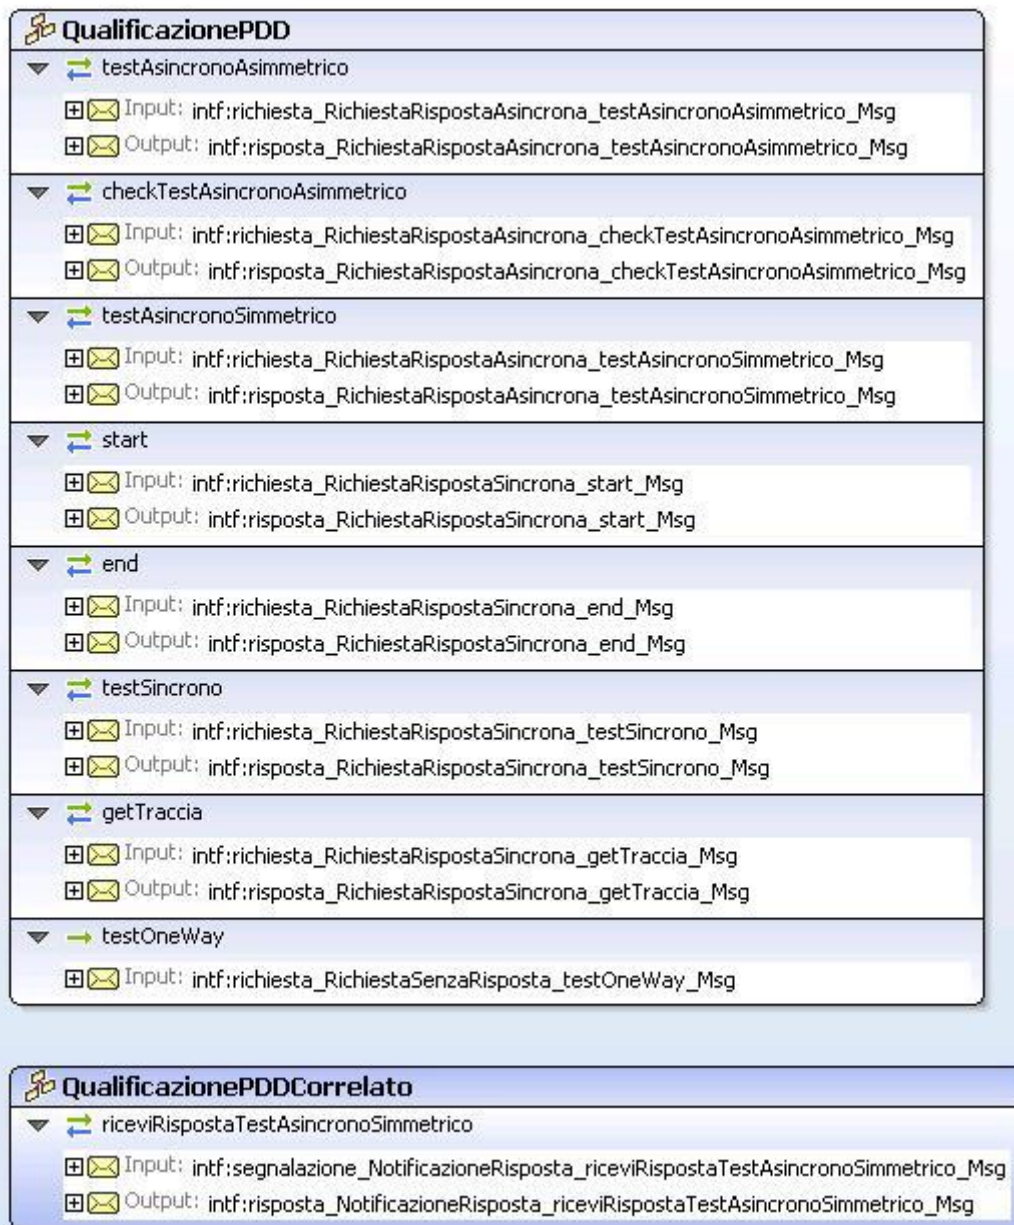 QualificazionePDD
testAsincronoAsimmetrico
Input: intf:richiesta_RichiestaRispostaAsincrona_testAsincronoAsimmetrico_Msg
Output: intf:risposta_RichiestaRispostaAsincrona_testAsincronoAsimmetrico_Msg
checkTestAsincronoAsimmetrico
Input: intf:richiesta_RichiestaRispostaAsincrona_checkTestAsincronoAsimmetrico_Msg
Output: intf:risposta_RichiestaRispostaAsincrona_checkTestAsincronoAsimmetrico_Msg
testAsincronoSimmetrico
Input: intf:richiesta_RichiestaRispostaAsincrona_testAsincronoSimmetrico_Msg
Output: intf:risposta_RichiestaRispostaAsincrona_testAsincronoSimmetrico_Msg
start
Input: intf:richiesta_RichiestaRispostaSincrona_start_Msg
Output: intf:risposta_RichiestaRispostaSincrona_start_Msg
end
Input: intf:richiesta_RichiestaRispostaSincrona_end_Msg
Output: intf:risposta_RichiestaRispostaSincrona_end_Msg
testSincrono
Input: intf:richiesta_RichiestaRispostaSincrona_testSincrono_Msg
Output: intf:risposta_RichiestaRispostaSincrona_testSincrono_Msg
getTraccia
Input: intf:richiesta_RichiestaRispostaSincrona_getTraccia_Msg
Output: intf:risposta_RichiestaRispostaSincrona_getTraccia_Msg
testOneWay
Input: intf:richiesta_RichiestaSenzaRisposta_testOneWay_Msg
QualificazionePDDCorrelato
riceviRispostaTestAsincronoSimmetrico
Input: intf:segnalazione_NotificazioneRisposta_riceviRispostaTestAsincronoSimmetrico_Msg
Output: intf:risposta_NotificazioneRisposta_riceviRispostaTestAsincronoSimmetrico_Msg